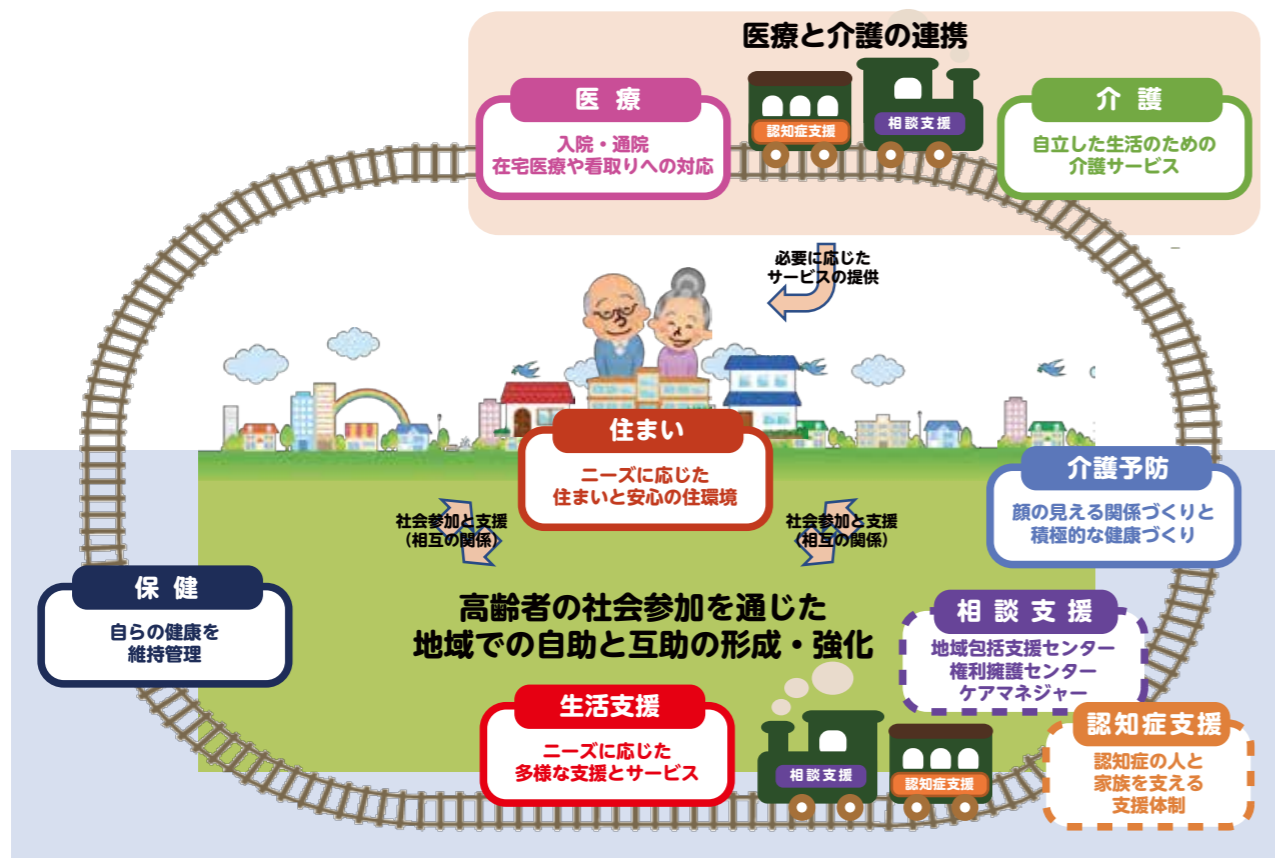 医療と介護の連携
医療
入院・通院
在宅医療や看取りへの対応
認知症支援
相談支援
介護
自立した生活のための
介護サービス
必要に応じた
サービスの提供
住まい
ニーズに応じた
住まいと安心の住環境
介護予防
顔の見える関係づくりと
積極的な健康づくり
社会参加と支援
（相互の関係）
社会参加と支援
（相互の関係）
保健
自らの健康を
維持管理
高齢者の社会参加を通じた
地域での自助と互助の形成・強化
相談支援
地域包括支援センター
権利擁護センター
ケアマネジャー
生活支援
ニーズに応じた
多様な支援とサービス
相談支援
認知症支援
認知症支援
認知症の人と
家族を支える
支援体制